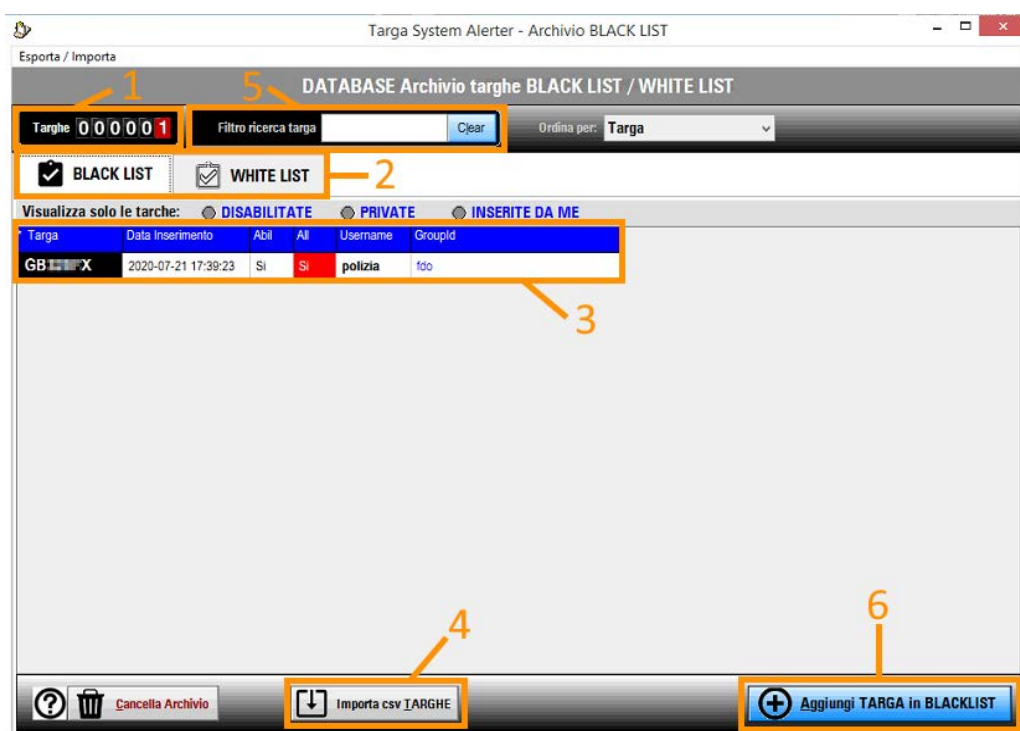 Targa System Alerter - Archivio BLACK LIST
Esporta / Importa
DATABASE Archivio targhe BLACK LIST / WHITE LIST
1
5
Targhe 000001 Filtro ricerca targa Clear Ordina per: Targa
BLACK LIST WHITE LIST 2
Visualizza solo le tarche: DISABILITATE PRIVATE INSERITE DA ME
Targa Data Inserimento Abil All Username GroupId
GB X 2020-07-21 17:39:23 Si Si polizia fdo
3
4
6
? Cancella Archivio Importa csv TARGHE Aggiungi TARGA in BLACKLIST